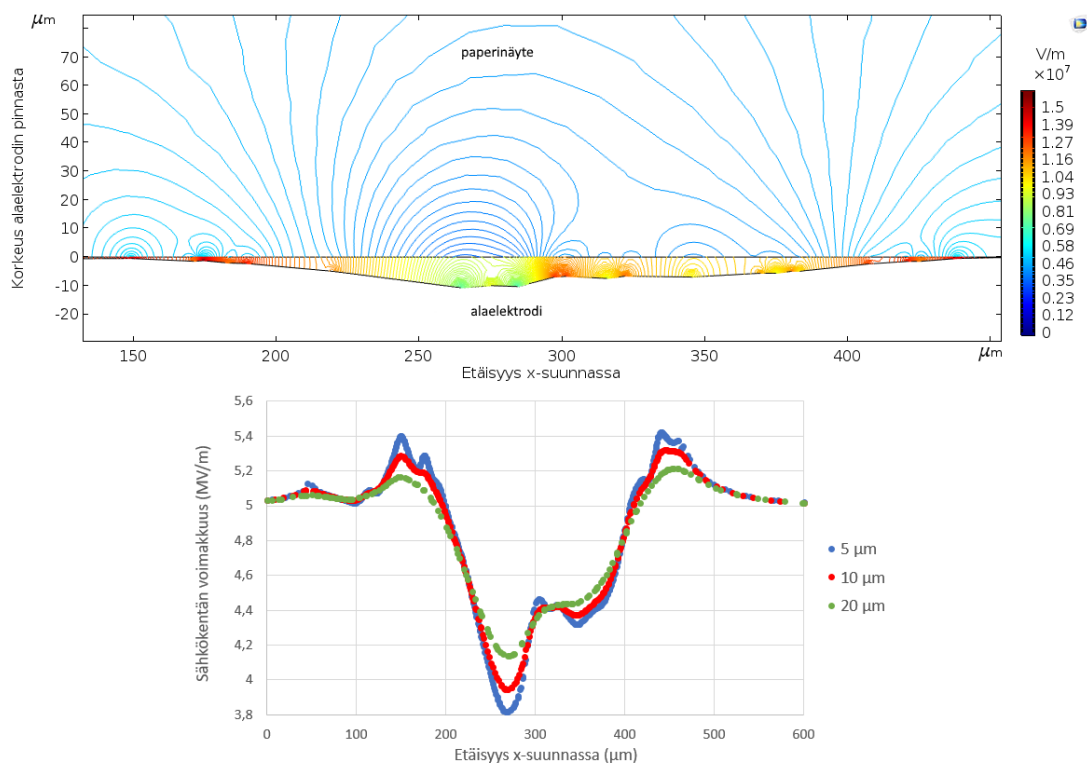 μm
70
60
50
40
30
20
10
0
-10
-20
Korkeus alaelektrodin pinnasta
paperinäyte
alaelektrodi
150 200 250 300 350 400 μm
Etäisyys x-suunnassa
V/m
×10⁷
1.5
1.39
1.27
1.16
1.04
0.93
0.81
0.69
0.58
0.46
0.35
0.23
0.12
0
5,6
5,4
5,2
5
4,8
4,6
4,4
4,2
4
3,8
Sähkökentän voimakkuus (MV/m)
0 100 200 300 400 500 600
Etäisyys x-suunnassa (μm)
5 μm
10 μm
20 μm